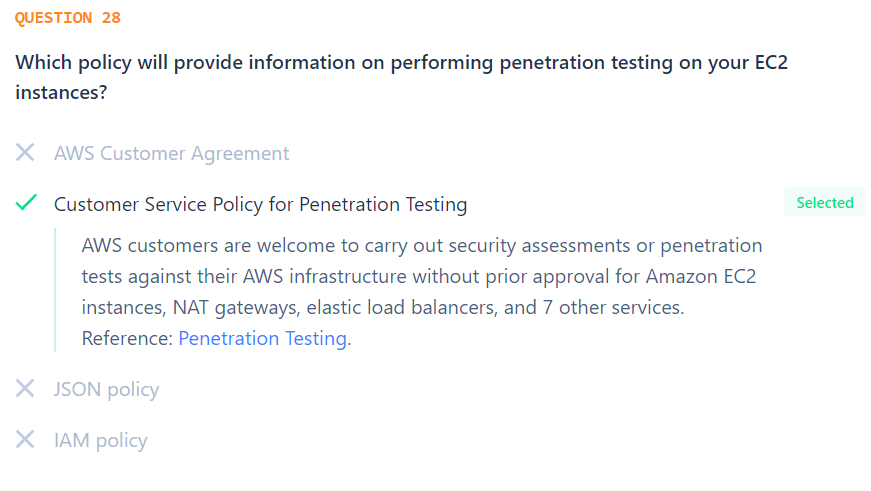 QUESTION 28
Which policy will provide information on performing penetration testing on your EC2
instances?
AWS Customer Agreement
Customer Service Policy for Penetration Testing
Selected
AWS customers are welcome to carry out security assessments or penetration
tests against their AWS infrastructure without prior approval for Amazon EC2
instances, NAT gateways, elastic load balancers, and 7 other services.
Reference: Penetration Testing.
JSON policy
IAM policy